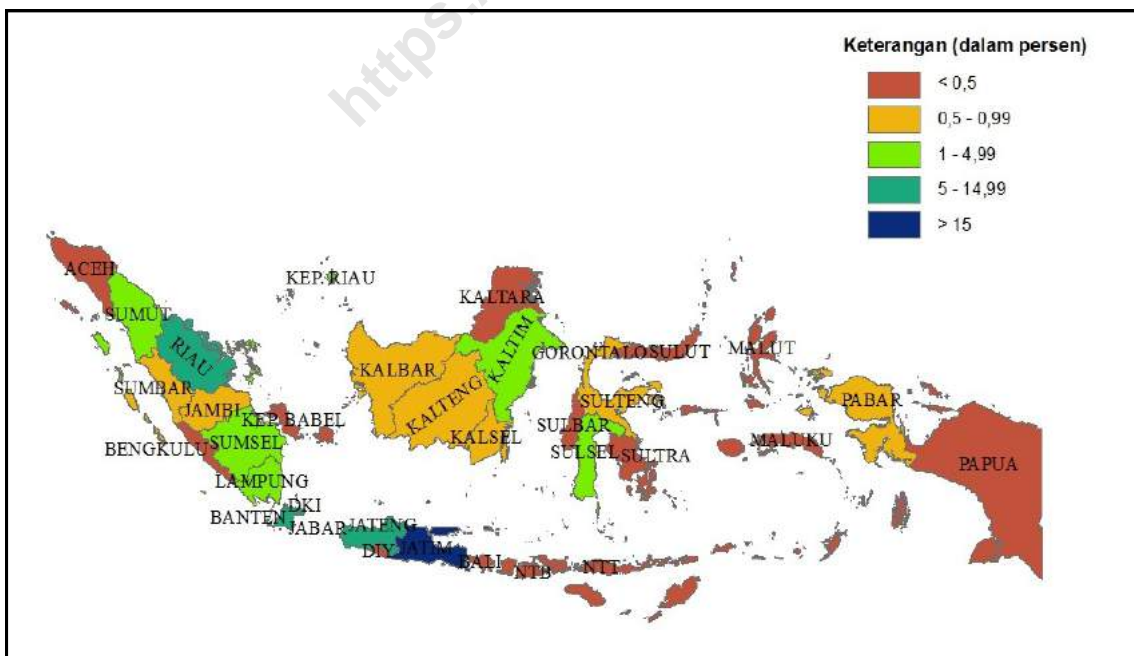 https:
Keterangan (dalam persen)
< 0,5
0,5 - 0,99
1 - 4,99
5 - 14,99
> 15
ACEH
KEP. RIAU
SUMUT
KALTARA
RIAU
KALTIM
GORONTALO
SULUT
MALUT
KALBAR
SUMBAR
JAMBI
KALTENG
SULTENG
PABAR
KEP. BABEL
KALSEL
SULBAR
BENGKULU
SUMSEL
SULSEL
SULTRA
MALUKU
PAPUA
LAMPUNG
DKI
BANTEN
JABAR
JATENG
DIY
JATIM
BALI
NTB
NTT